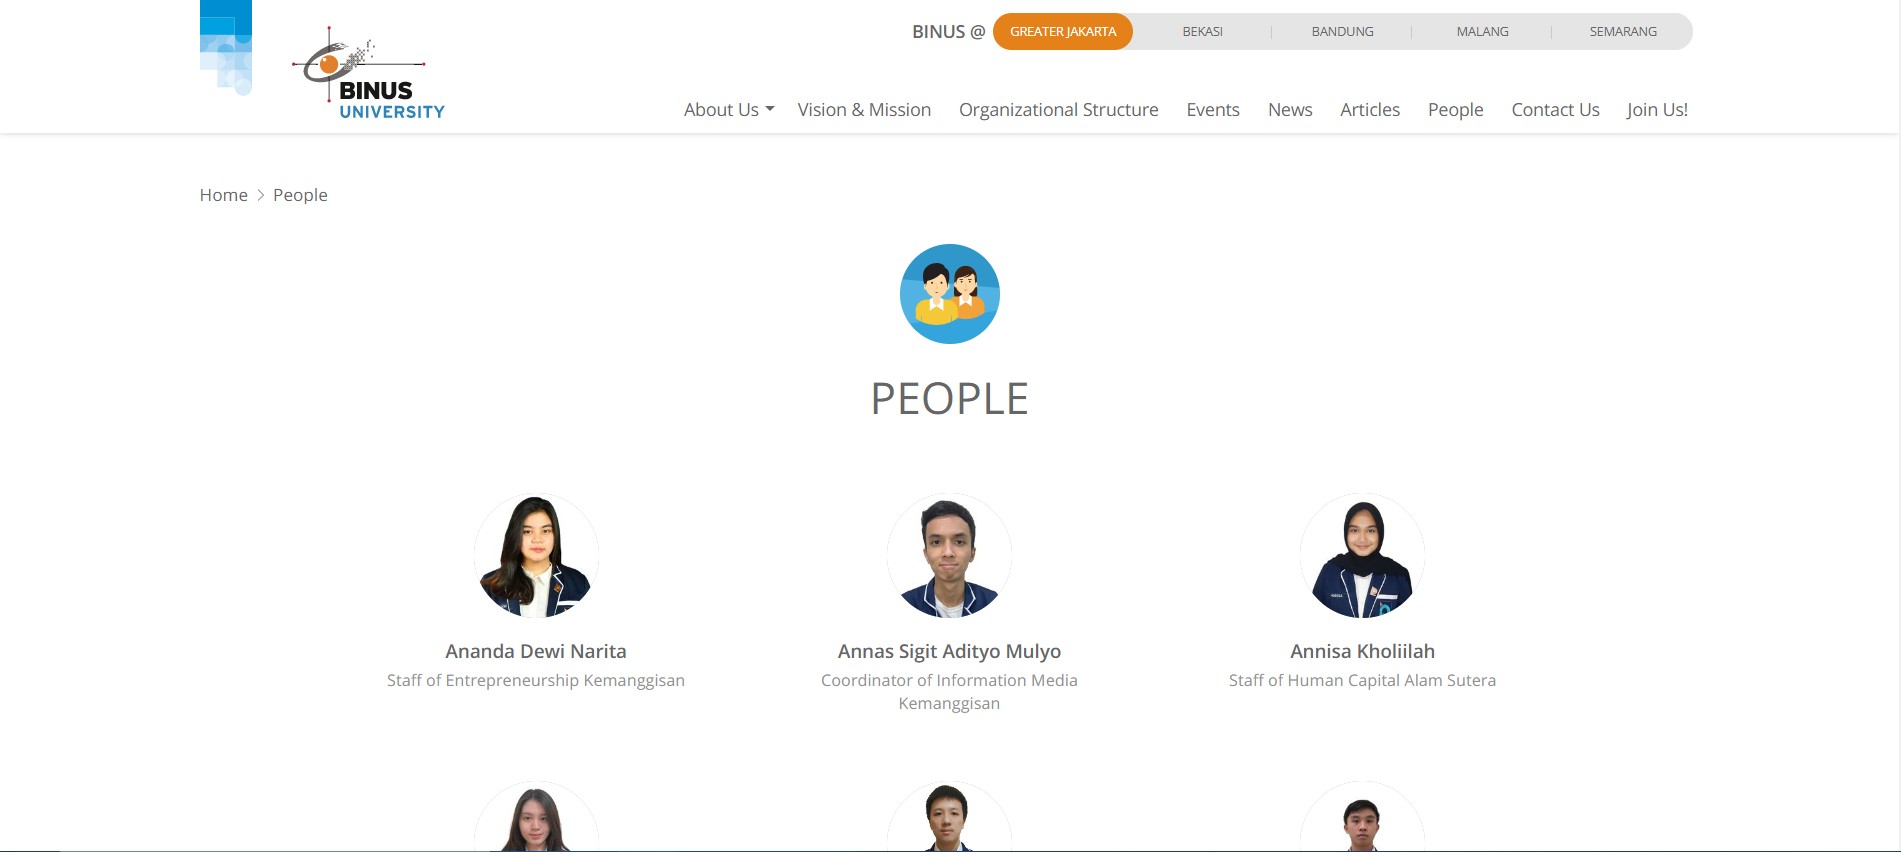 BINUS @ GREATER JAKARTA BEKASI BANDUNG MALANG SEMARANG
BINUS
UNIVERSITY
About Us Vision & Mission Organizational Structure Events News Articles People Contact Us Join Us!
Home > People
PEOPLE
Ananda Dewi Narita
Staff of Entrepreneurship Kemanggisan
Annas Sigit Adityo Mulyo
Coordinator of Information Media
Kemanggisan
Annisa Kholiilah
Staff of Human Capital Alam Sutera